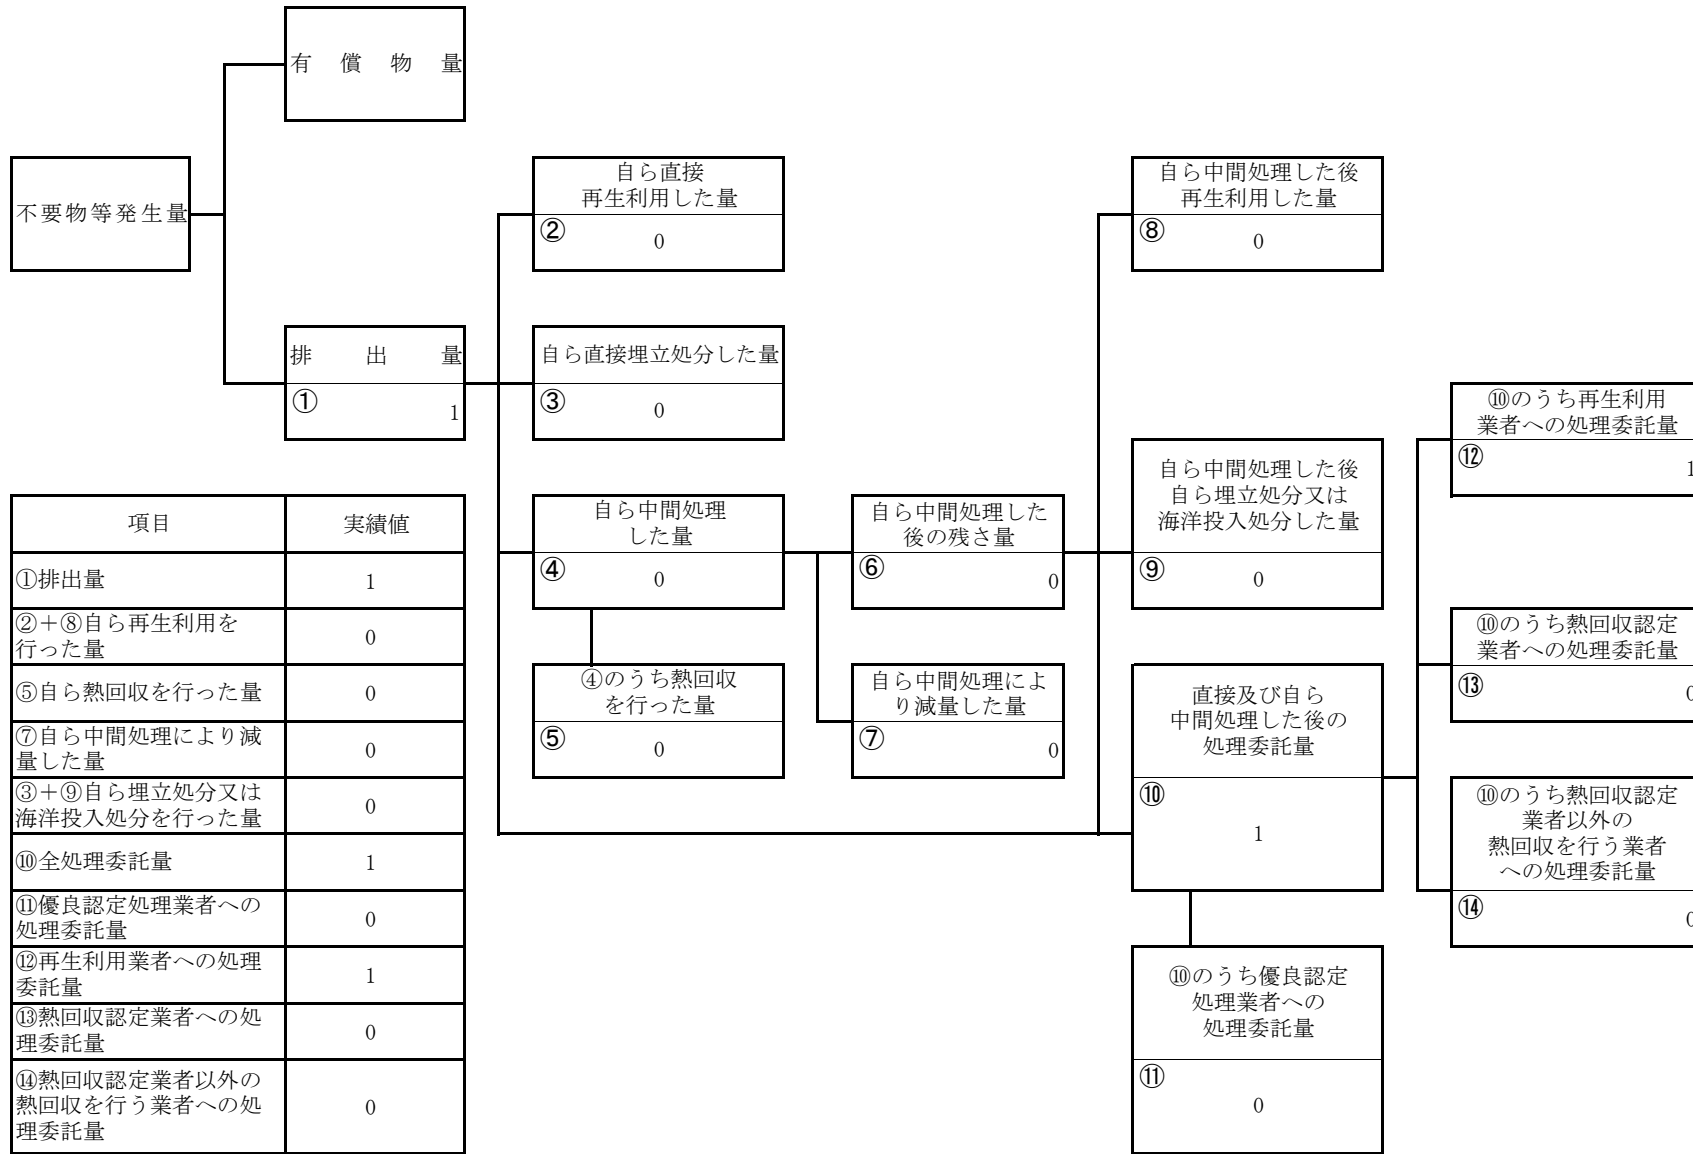 有償物量
不要物等発生量
排出量
①
1
自ら直接
再生利用した量
②
0
自ら直接埋立処分した量
③
0
自ら中間処理
した量
④
0
④のうち熱回収
を行った量
⑤
0
自ら中間処理した
後の残さ量
⑥
0
自ら中間処理によ
り減量した量
⑦
0
自ら中間処理した後
再生利用した量
⑧
0
自ら中間処理した後
自ら埋立処分又は
海洋投入処分した量
⑨
0
直接及び自ら
中間処理した後の
処理委託量
⑩
1
⑩のうち優良認定
処理業者への
処理委託量
⑪
0
⑩のうち再生利用
業者への処理委託量
⑫
1
⑩のうち熱回収認定
業者への処理委託量
⑬
0
⑩のうち熱回収認定
業者以外の
熱回収を行う業者
への処理委託量
⑭
0
項目 実績値
①排出量 1
②+⑧自ら再生利用を
行った量 0
⑤自ら熱回収を行った量 0
⑦自ら中間処理により減
量した量 0
③+⑨自ら埋立処分又は
海洋投入処分を行った量 0
⑩全処理委託量 1
⑪優良認定処理業者への
処理委託量 0
⑫再生利用業者への処理
委託量 1
⑬熱回収認定業者への処
理委託量 0
⑭熱回収認定業者以外の
熱回収を行う業者への処
理委託量 0